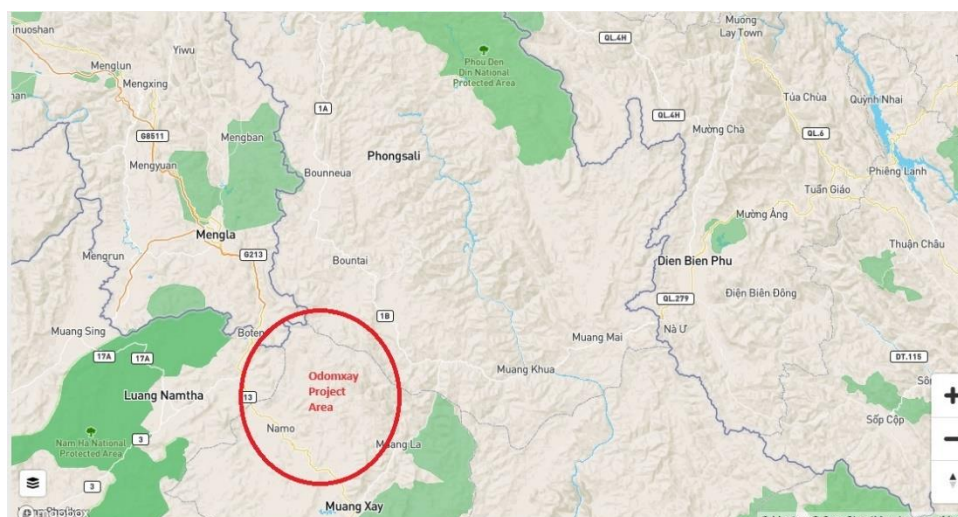 Muong
Lay Town
QL.4H
Yiwu
Phou Den
Din National
Protected Area
Menglun
Mengxing
1A
Tủa Chùa
Quỳnh Nhai
QL.4H
G8511
Mengban
Mường Chà
QL.6
Phongsali
Mengyuan
Bounneua
Phiêng Lanh
Tuần Giáo
Mường Ảng
Mengla
Thuận Châu
Mengrun
G213
Bountai
Dien Bien Phu
Điện Biên Đông
QL.279
1B
Nà Ư
Muang Sing
Boten
Muang Mai
17A
17A
DT.115
Muang Khua
Odomxay
Project
Area
Luang Namtha
13
Sốp Cộp
Namo
Nam Ha National
Protected Area
3
Muang La
3
Muang Xay